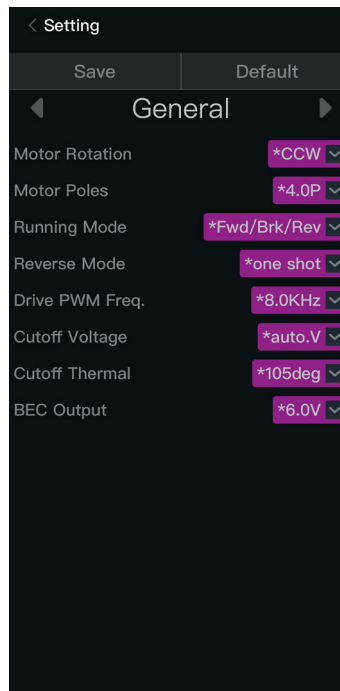 Setting
Save Default
General
Motor Rotation *CCW
Motor Poles *4.0P
Running Mode *Fwd/Brk/Rev
Reverse Mode *one shot
Drive PWM Freq. *8.0KHz
Cutoff Voltage *auto.V
Cutoff Thermal *105deg
BEC Output *6.0V